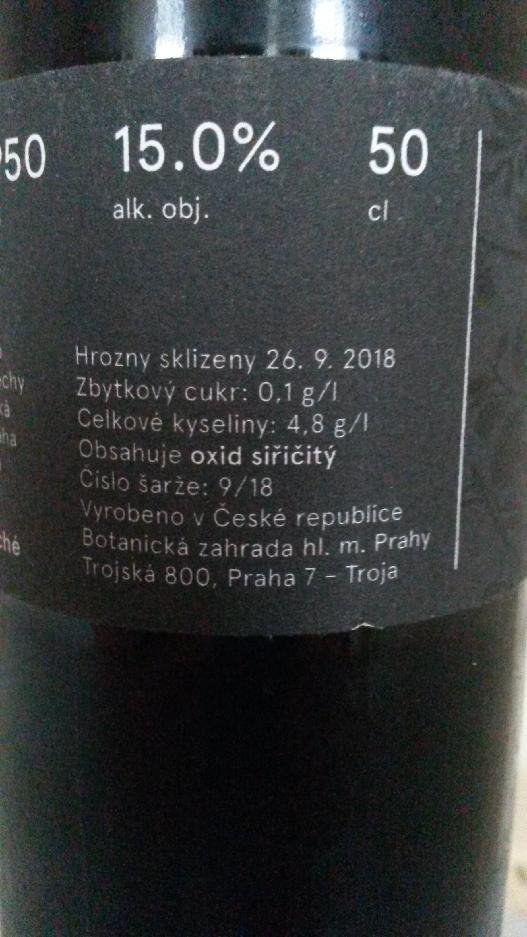 15.0% 50
alk. obj. cl
Hrozny sklizeny 26. 9. 2018
Zbytkový cukr: 0,1 g/l
Celkové kyseliny: 4,8 g/l
Obsahuje oxid siřičitý
Číslo šarže: 9/18
Vyrobeno v České republice
Botanická zahrada hl. m. Prahy
Trojská 800, Praha 7 – Troja